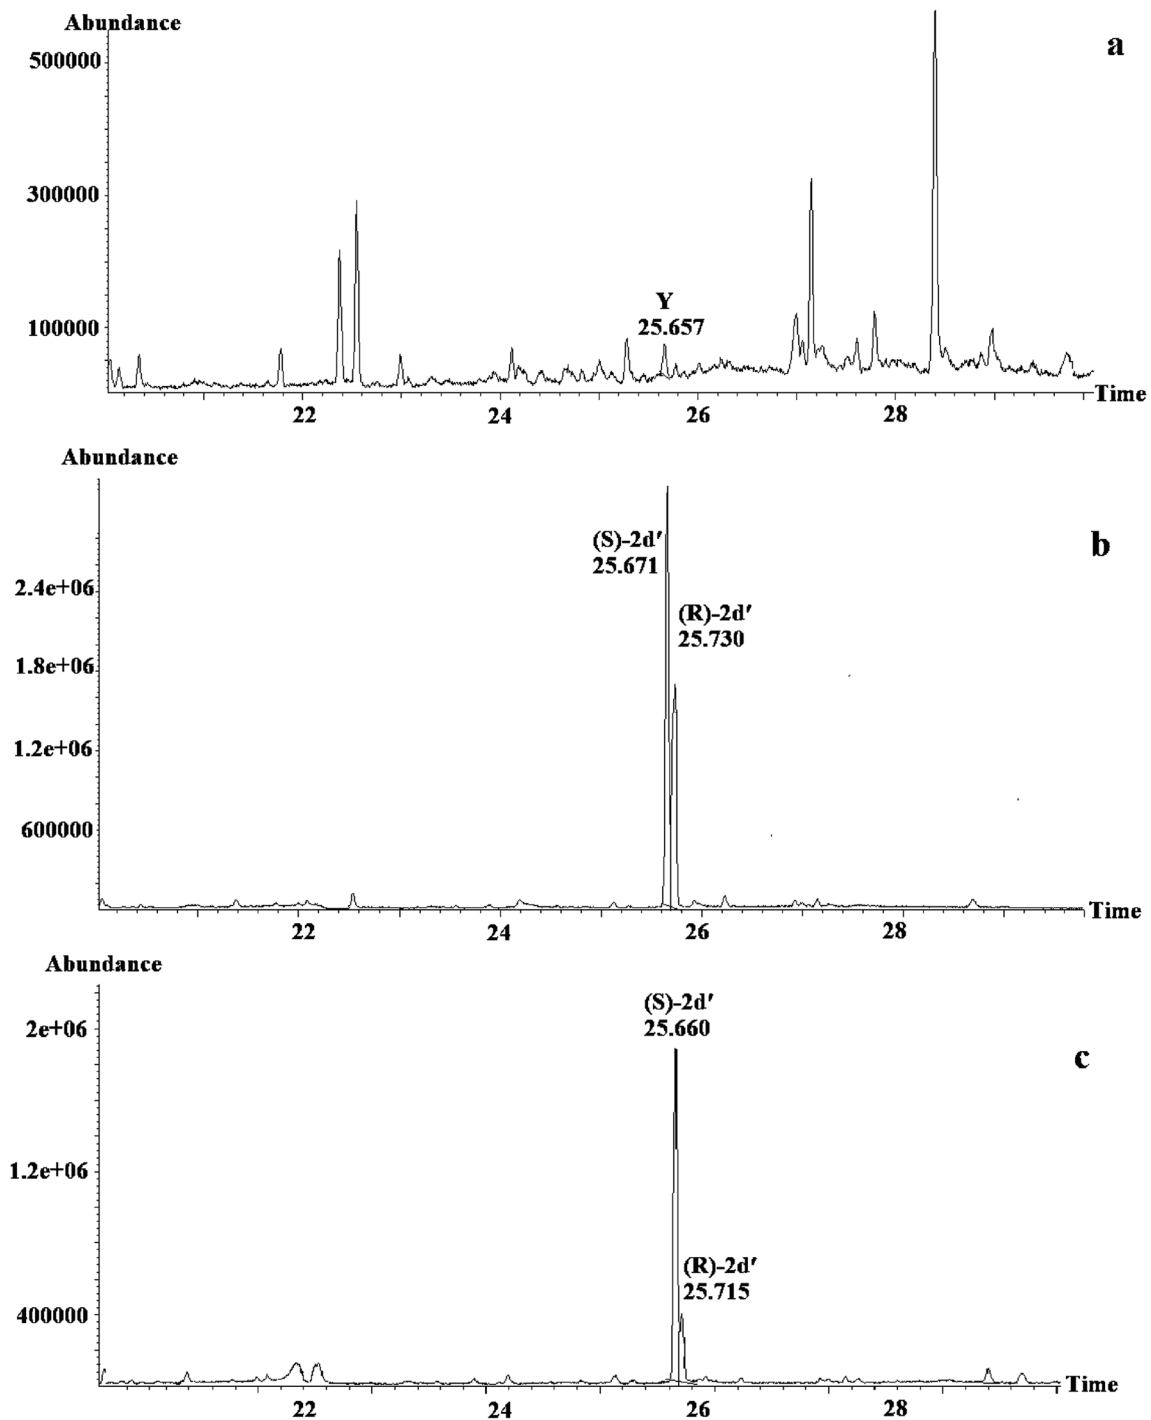 Abundance
a
500000
300000
100000
Y
25.657
Time
22 24 26 28
Abundance
b
(S)-2d′
25.671
(R)-2d′
25.730
2.4e+06
1.8e+06
1.2e+06
600000
Time
22 24 26 28
Abundance
c
(S)-2d′
25.660
2e+06
1.2e+06
(R)-2d′
25.715
400000
Time
22 24 26 28